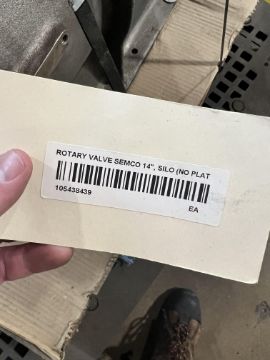 ROTARY VALVE SEMCO 14", SILO (NO PLAT
105438439
EA